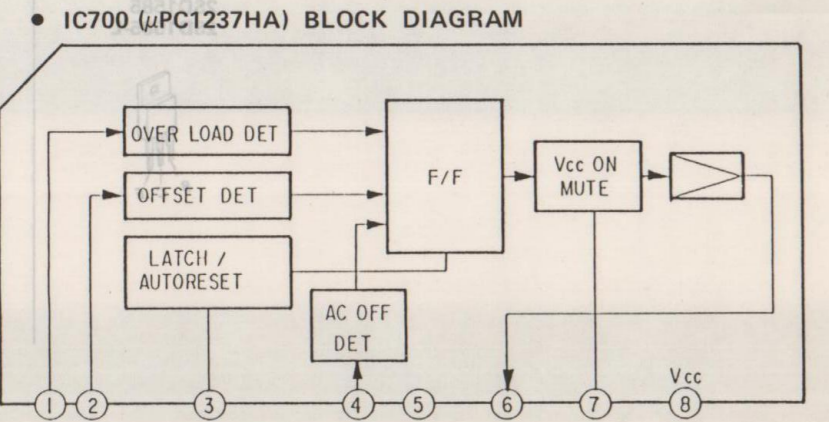 • IC700 (μPC1237HA) BLOCK DIAGRAM
OVER LOAD DET
OFFSET DET
LATCH /
AUTORESET
F/F
Vcc ON
MUTE
AC OFF
DET
Vcc
1 2 3 4 5 6 7 8